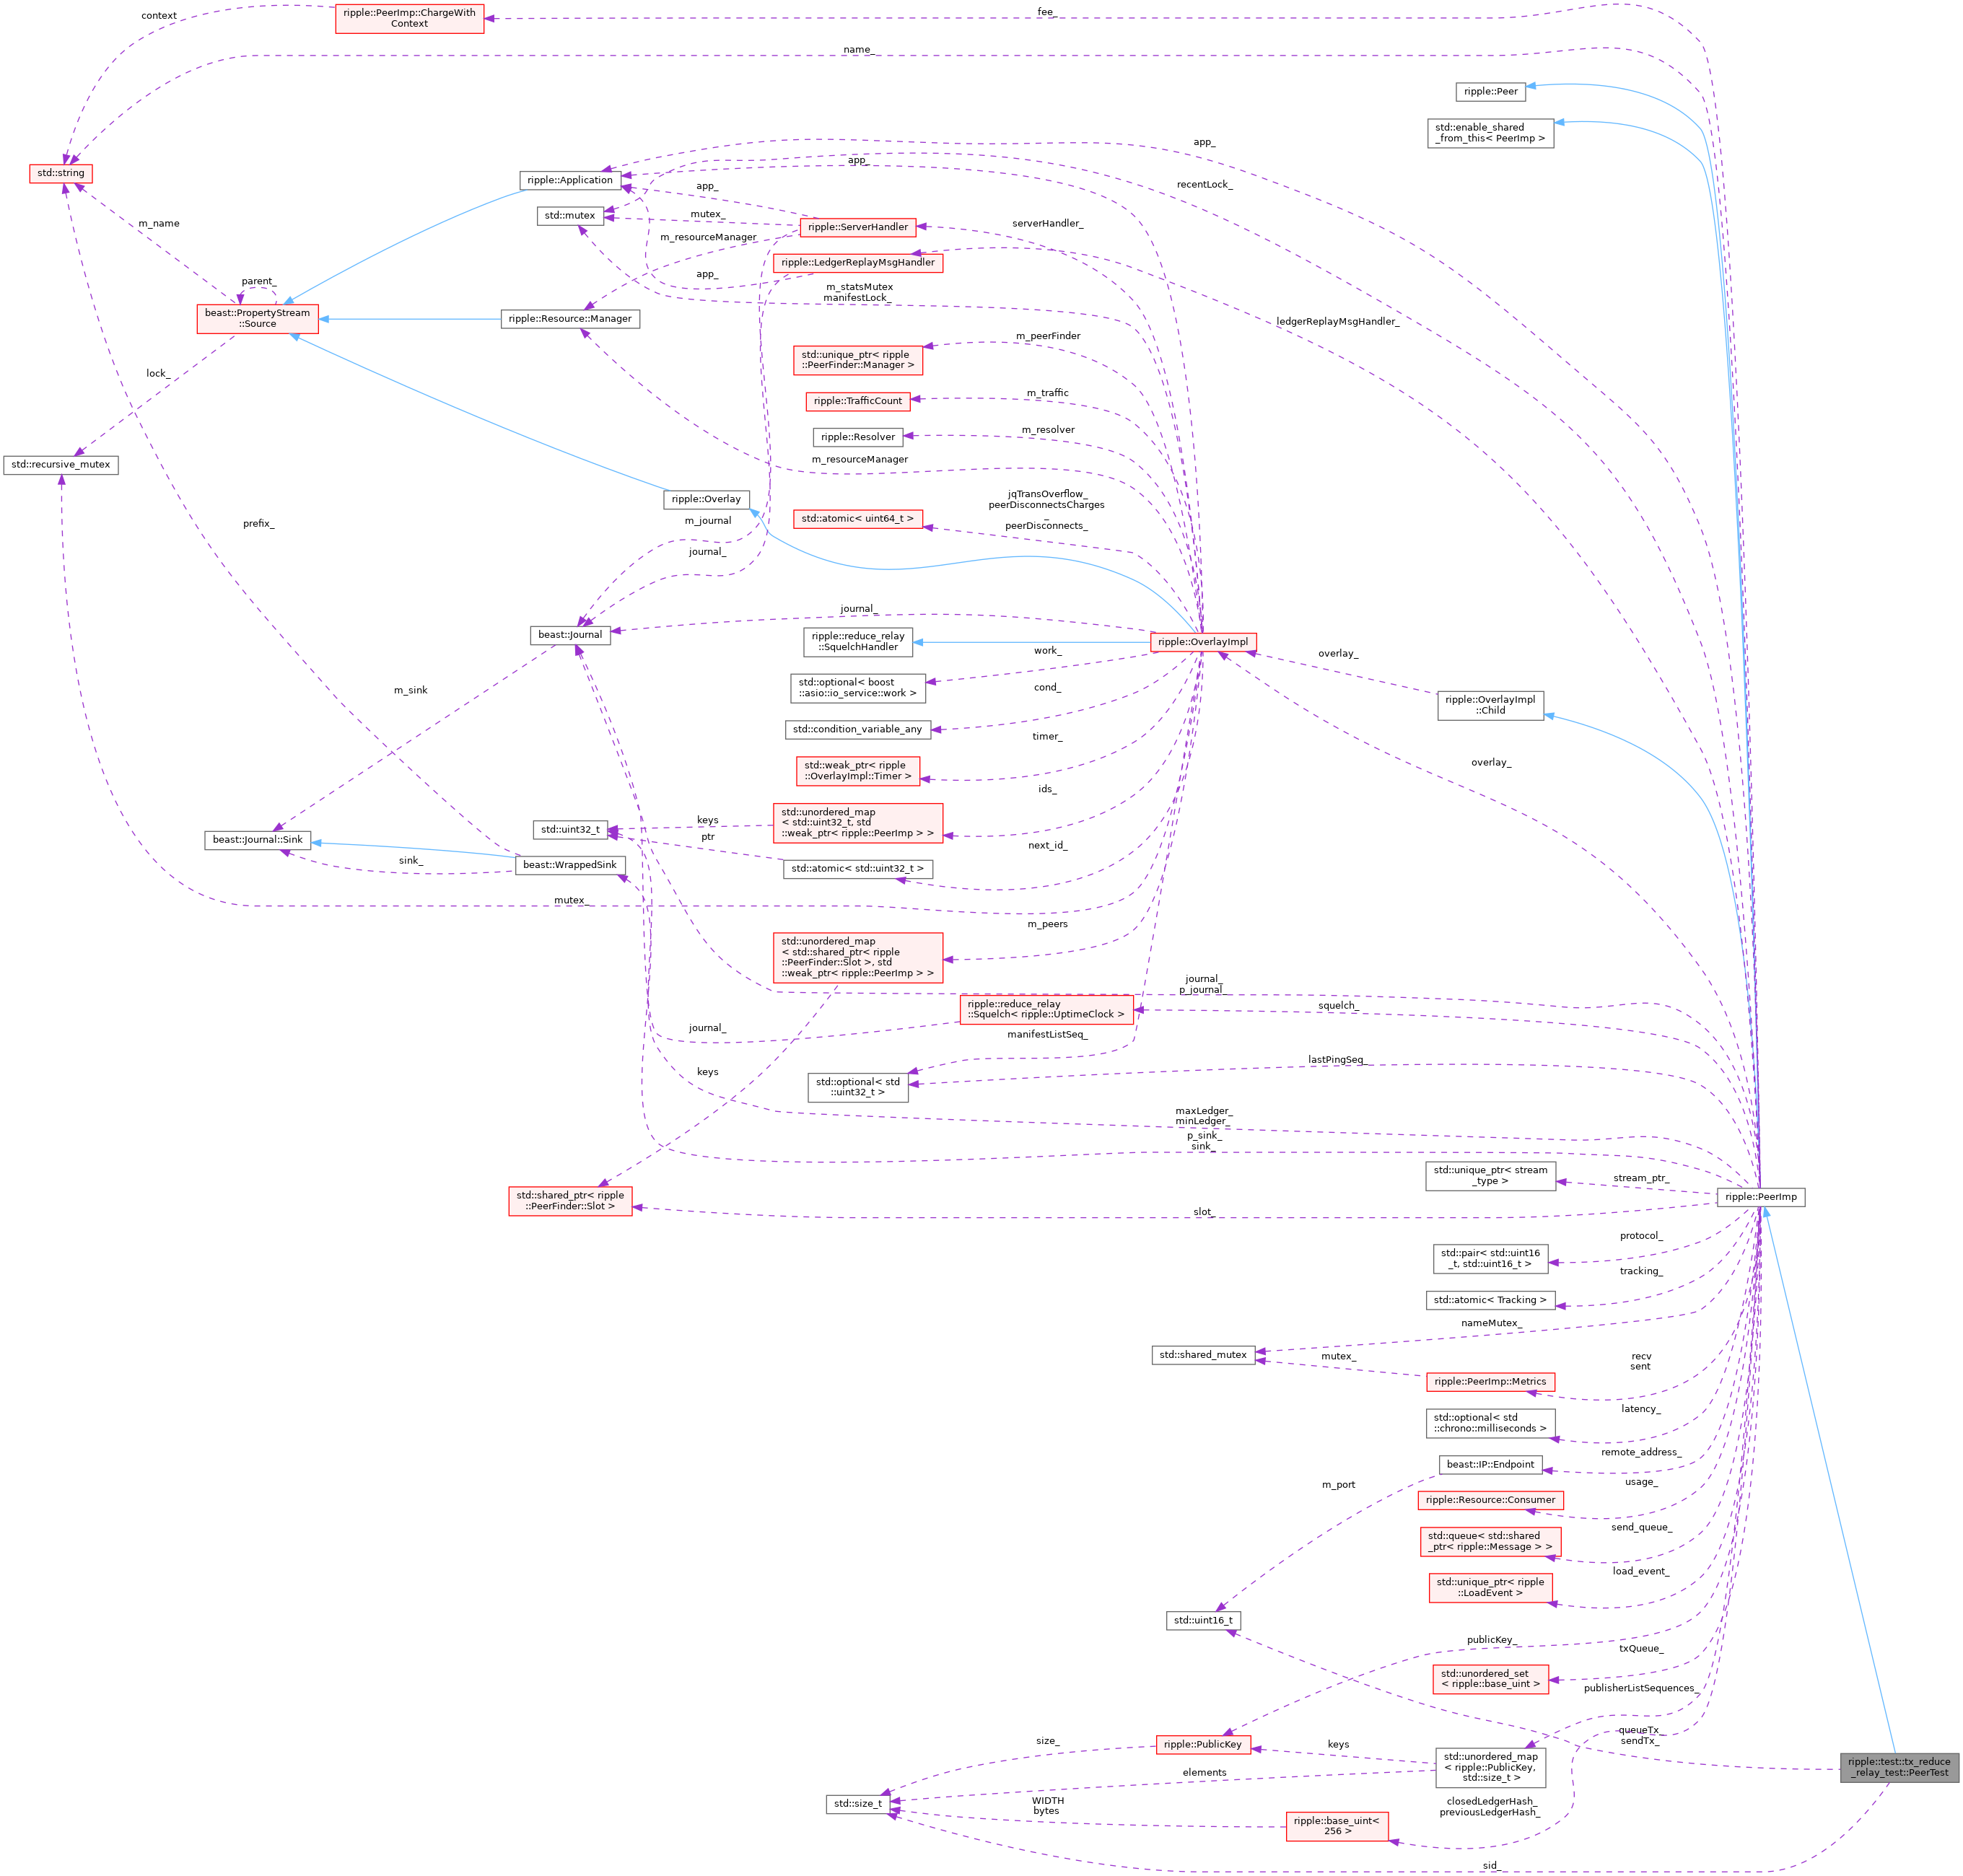 context
ripple::PeerImp::ChargeWith
Context
fee_
name_
ripple::Peer
std::enable_shared
_from_this< PeerImp >
std::string
ripple::Application
app_
app_
recentLock_
app_
std::mutex
mutex_
ripple::ServerHandler
serverHandler_
m_name
m_resourceManager
ripple::LedgerReplayMsgHandler
app_
parent_
m_statsMutex
manifestLock_
beast::PropertyStream
::Source
ripple::Resource::Manager
ledgerReplayMsgHandler_
m_peerFinder
std::unique_ptr< ripple
::PeerFinder::Manager >
lock_
m_traffic
ripple::TrafficCount
m_resolver
ripple::Resolver
std::recursive_mutex
m_resourceManager
ripple::Overlay
jqTransOverflow_
peerDisconnectsCharges
_
peerDisconnects_
std::atomic< uint64_t >
prefix_
m_journal
journal_
journal_
beast::Journal
ripple::reduce_relay
::SquelchHandler
ripple::OverlayImpl
work_
overlay_
m_sink
std::optional< boost
::asio::io_service::work >
cond_
ripple::OverlayImpl
::Child
std::condition_variable_any
timer_
overlay_
std::weak_ptr< ripple
::OverlayImpl::Timer >
ids_
std::unordered_map
< std::uint32_t, std
::weak_ptr< ripple::PeerImp > >
keys
std::uint32_t
ptr
beast::Journal::Sink
next_id_
sink_
beast::WrappedSink
std::atomic< std::uint32_t >
mutex_
m_peers
std::unordered_map
< std::shared_ptr< ripple
::PeerFinder::Slot >, std
::weak_ptr< ripple::PeerImp > >
journal_
p_journal_
ripple::reduce_relay
::Squelch< ripple::UptimeClock >
squelch_
journal_
manifestListSeq_
lastPingSeq_
keys
std::optional< std
::uint32_t >
maxLedger_
minLedger_
p_sink_
sink_
std::unique_ptr< stream
_type >
stream_ptr_
ripple::PeerImp
std::shared_ptr< ripple
::PeerFinder::Slot >
slot_
protocol_
std::pair< std::uint16
_t, std::uint16_t >
tracking_
std::atomic< Tracking >
nameMutex_
std::shared_mutex
mutex_
recv
sent
ripple::PeerImp::Metrics
latency_
std::optional< std
::chrono::milliseconds >
remote_address_
beast::IP::Endpoint
m_port
usage_
ripple::Resource::Consumer
send_queue_
std::queue< std::shared
_ptr< ripple::Message > >
load_event_
std::unique_ptr< ripple
::LoadEvent >
std::uint16_t
publicKey_
txQueue_
std::unordered_set
< ripple::base_uint >
publisherListSequences_
queueTx_
sendTx_
size_
ripple::PublicKey
keys
std::unordered_map
< ripple::PublicKey,
std::size_t >
ripple::test::tx_reduce
_relay_test::PeerTest
elements
std::size_t
WIDTH
bytes
closedLedgerHash_
previousLedgerHash_
ripple::base_uint<
256 >
sid_